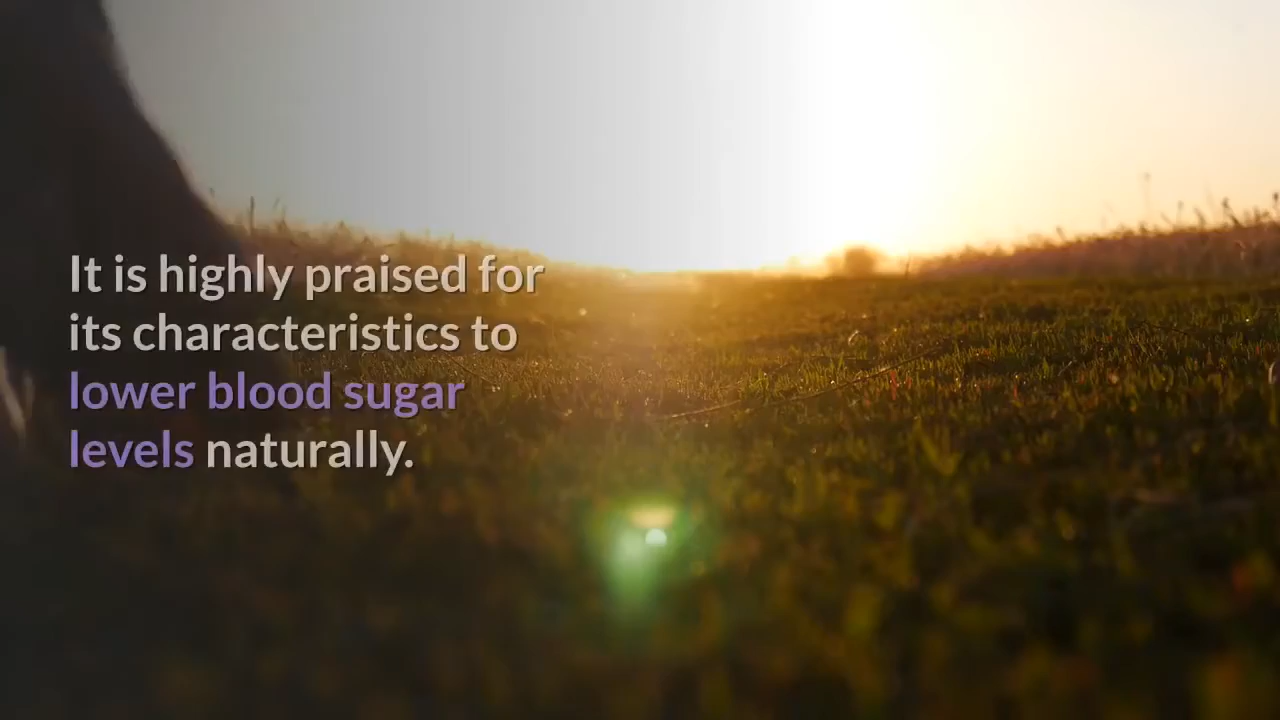 It is highly praised for
its characteristics to
lower blood sugar
levels naturally.